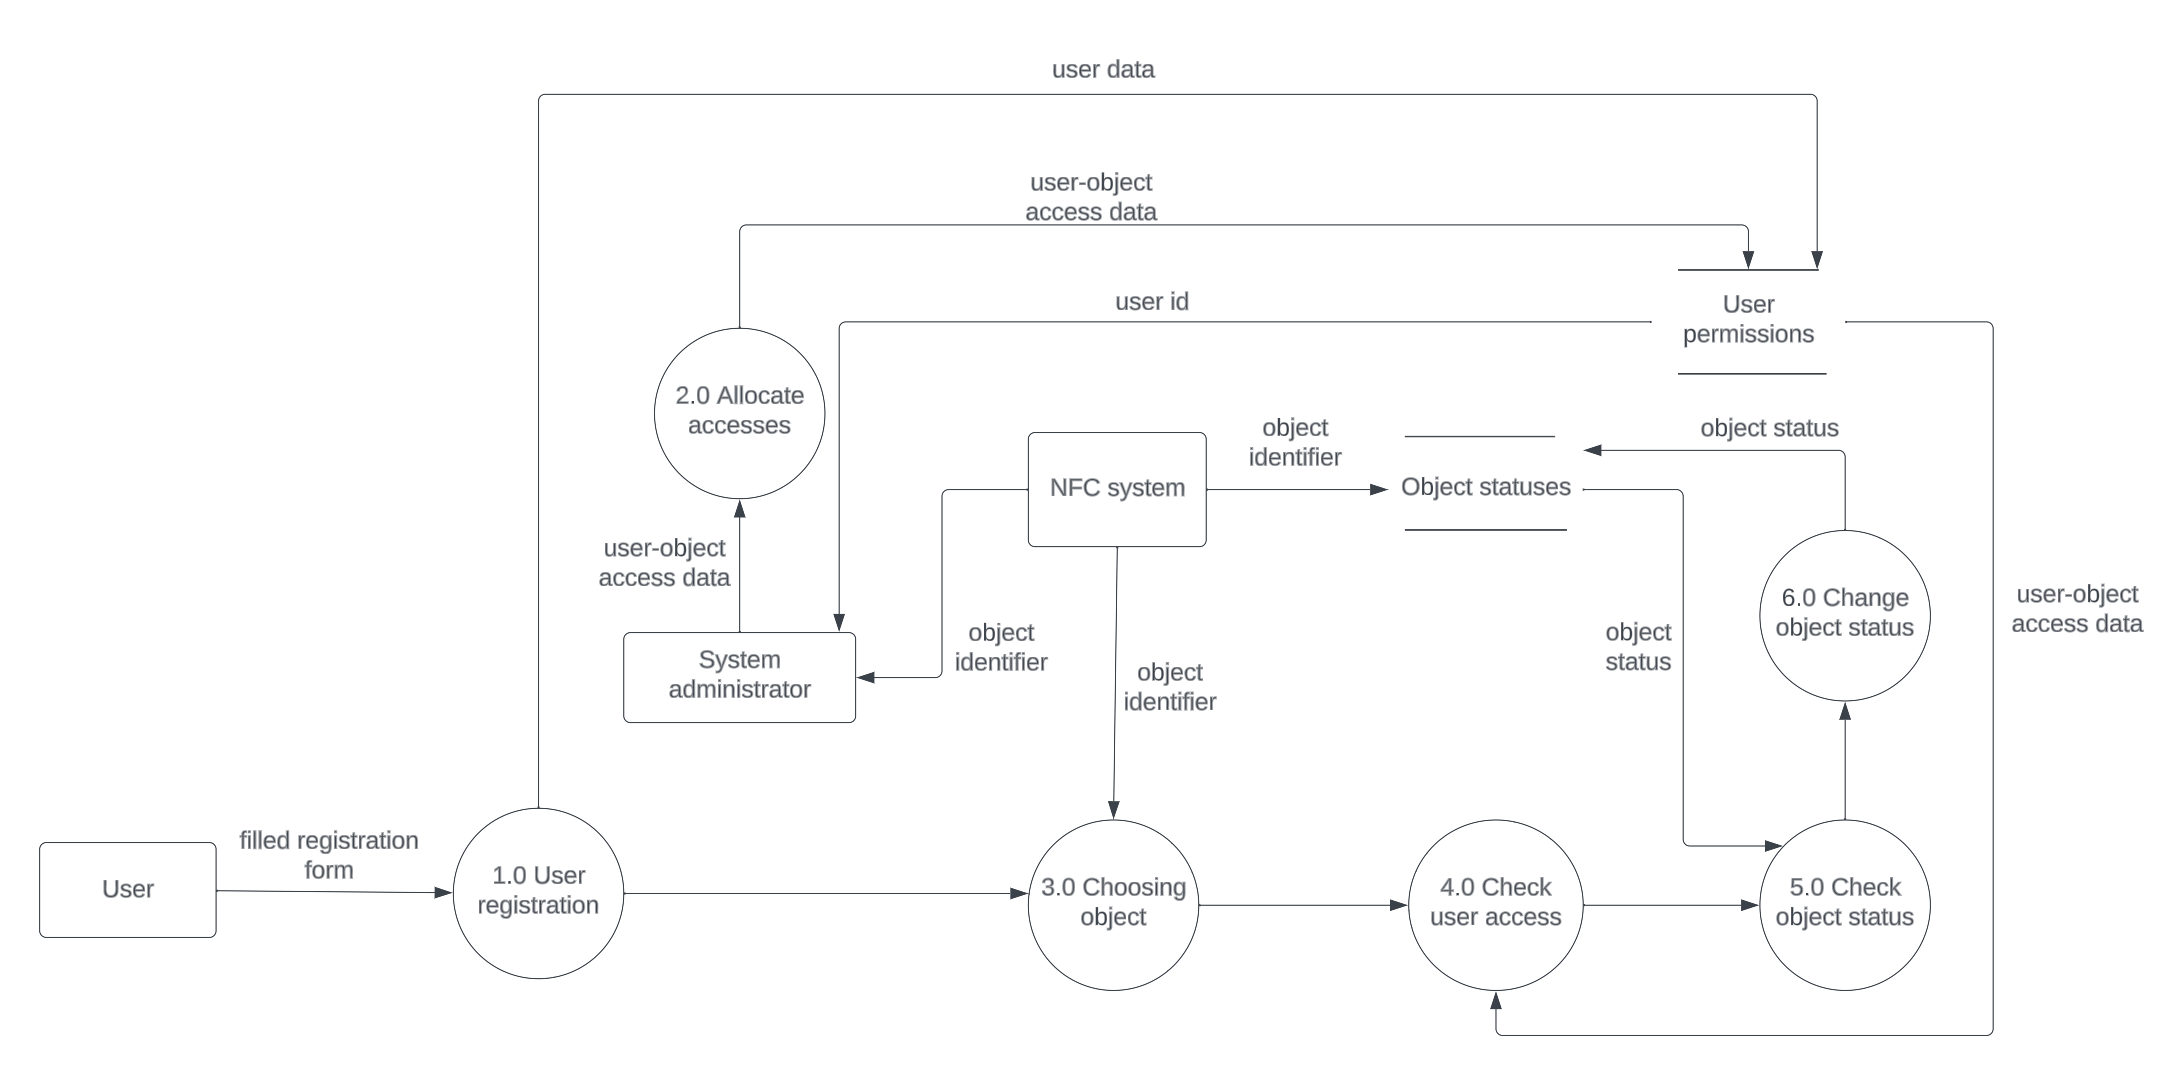 user data
user-object
access data
user id
User
permissions
2.0 Allocate
accesses
object
identifier
object status
NFC system
Object statuses
user-object
access data
6.0 Change
object status
user-object
access data
object
identifier
object
status
System
administrator
object
identifier
filled registration
form
User
1.0 User
registration
3.0 Choosing
object
4.0 Check
user access
5.0 Check
object status